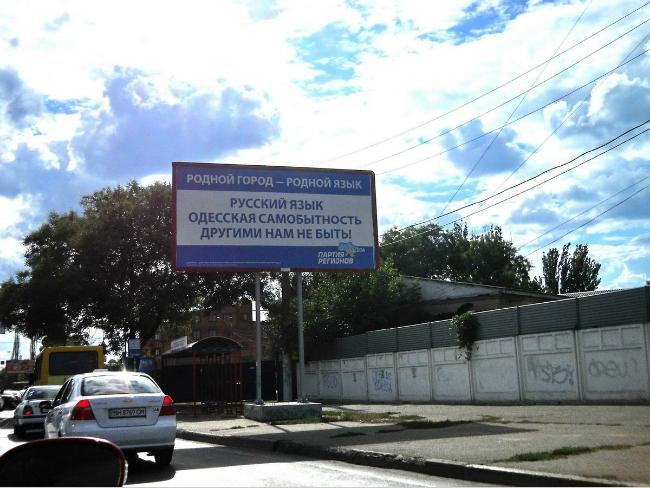 РОДНОЙ ГОРОД — РОДНОЙ ЯЗЫК
РУССКИЙ ЯЗЫК
ОДЕССКАЯ САМОБЫТНОСТЬ
ДРУГИМИ НАМ НЕ БЫТЬ!
ПАРТИЯ
РЕГИОНОВ